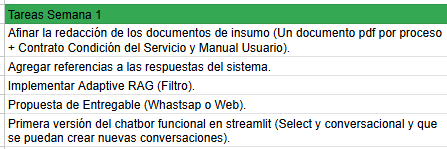 Tareas Semana 1
Afinar la redacción de los documentos de insumo (Un documento pdf por proceso
+ Contrato Condición del Servicio y Manual Usuario).
Agregar referencias a las respuestas del sistema.
Implementar Adaptive RAG (Filtro).
Propuesta de Entregable (Whastsap o Web).
Primera versión del chatbor funcional en streamlit (Select y conversacional y que
se puedan crear nuevas conversaciones).